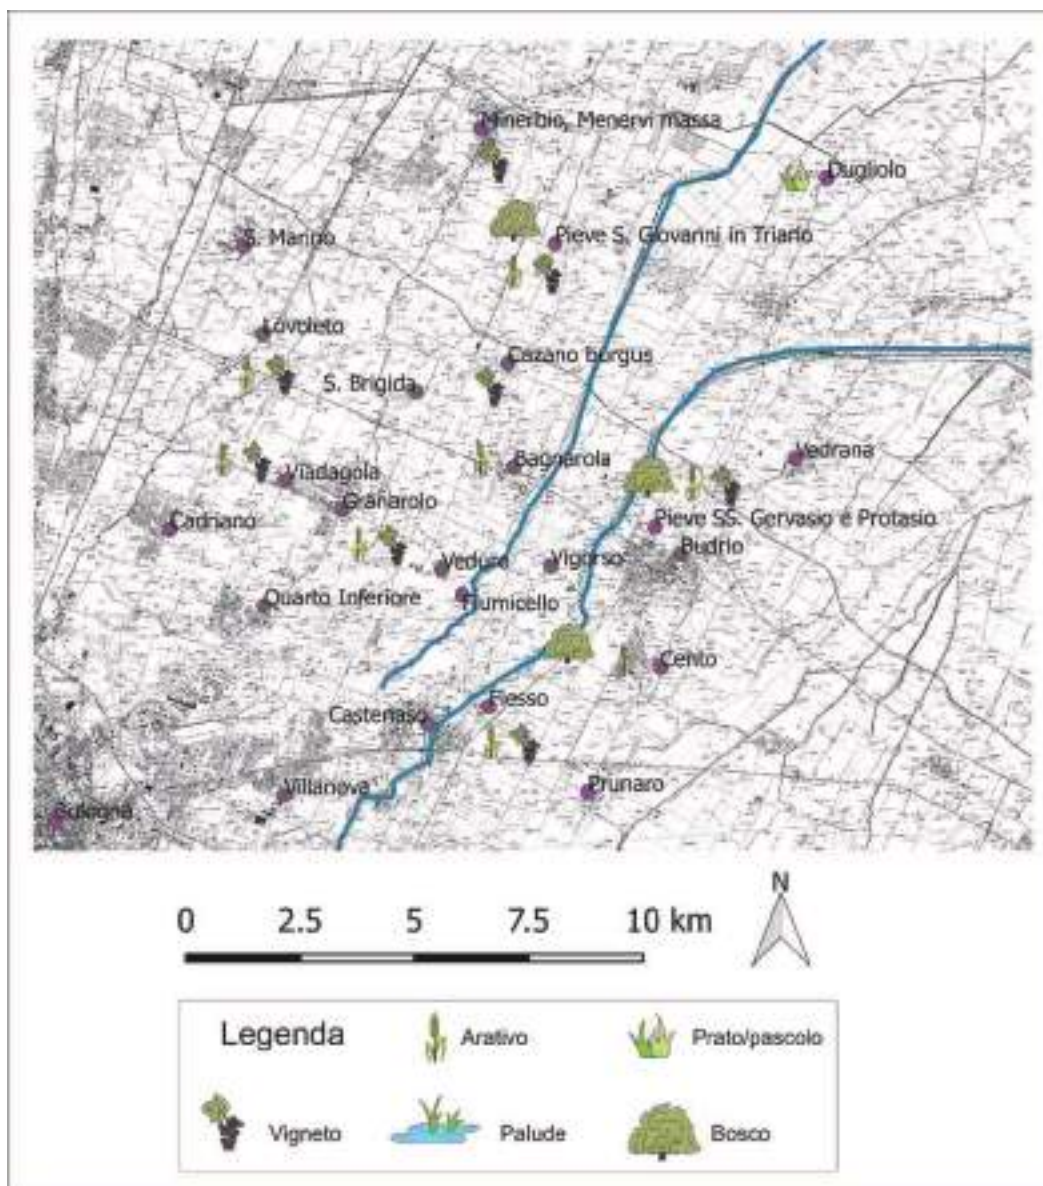 Minerbio, Menervi massa
Dugliolo
S. Marino
Pieve S. Giovanni in Triario
Lovoleto
Cazano burgus
S. Brigida
Bagnarola
Vedrana
Viadagola
Granarolo
Cadriano
Pieve SS. Gervasio e Protasio
Budrio
Veduro
Vigorso
Quarto Inferiore
Fiumicello
Cento
Fiesso
Castenaso
Villanova
Prunaro
Bologna
N
0 2.5 5 7.5 10 km
Legenda
Arativo
Prato/pascolo
Vigneto
Palude
Bosco